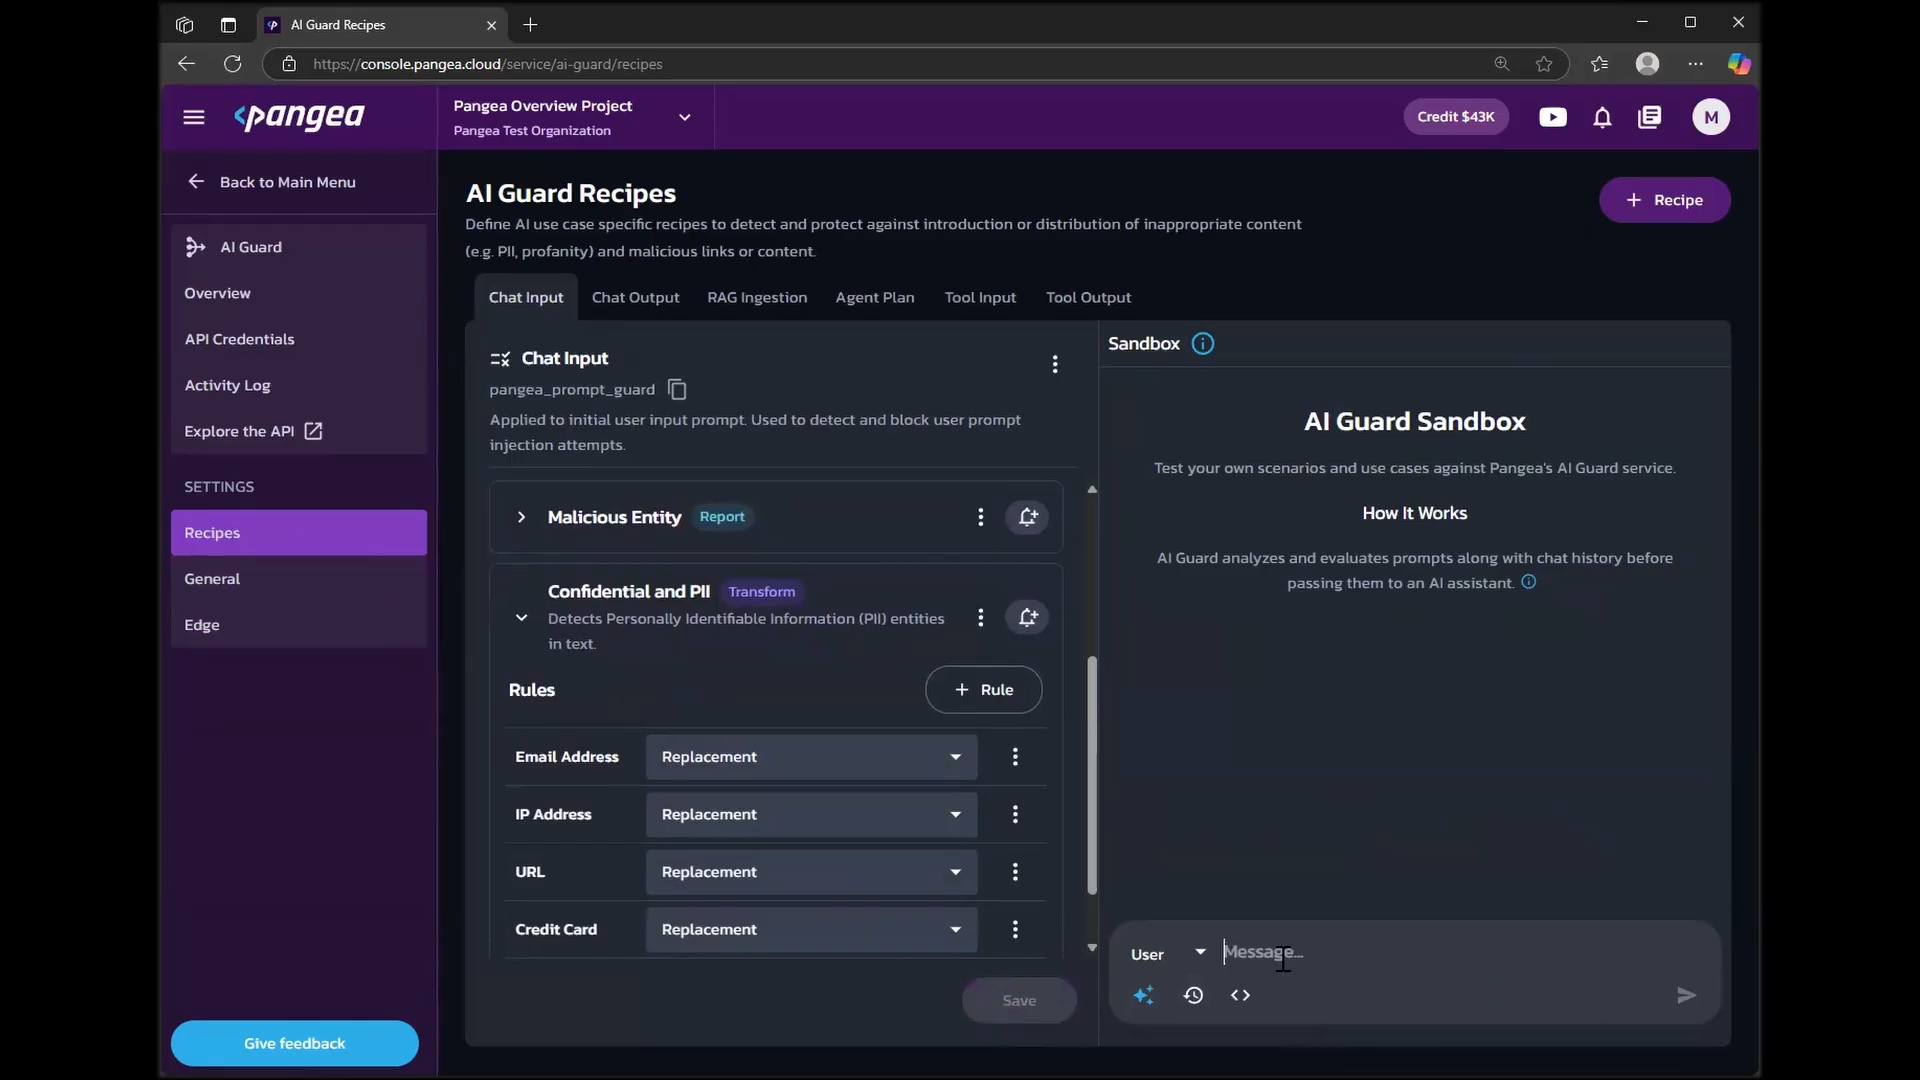 AI Guard Recipes
https://console.pangea.cloud/service/ai-guard/recipes
pangea
Pangea Overview Project
Pangea Test Organization
Credit $43K
M
Back to Main Menu
AI Guard
Overview
API Credentials
Activity Log
Explore the API
SETTINGS
Recipes
General
Edge
Give feedback
AI Guard Recipes
Define AI use case specific recipes to detect and protect against introduction or distribution of inappropriate content
(e.g. PII, profanity) and malicious links or content.
+ Recipe
Chat Input
Chat Output
RAG Ingestion
Agent Plan
Tool Input
Tool Output
Chat Input
pangea_prompt_guard
Applied to initial user input prompt. Used to detect and block user prompt
injection attempts.
Malicious Entity Report
Confidential and PII Transform
Detects Personally Identifiable Information (PII) entities
in text.
Rules
+ Rule
Email Address Replacement
IP Address Replacement
URL Replacement
Credit Card Replacement
Save
Sandbox
AI Guard Sandbox
Test your own scenarios and use cases against Pangea's AI Guard service.
How It Works
AI Guard analyzes and evaluates prompts along with chat history before
passing them to an AI assistant.
User
Message...